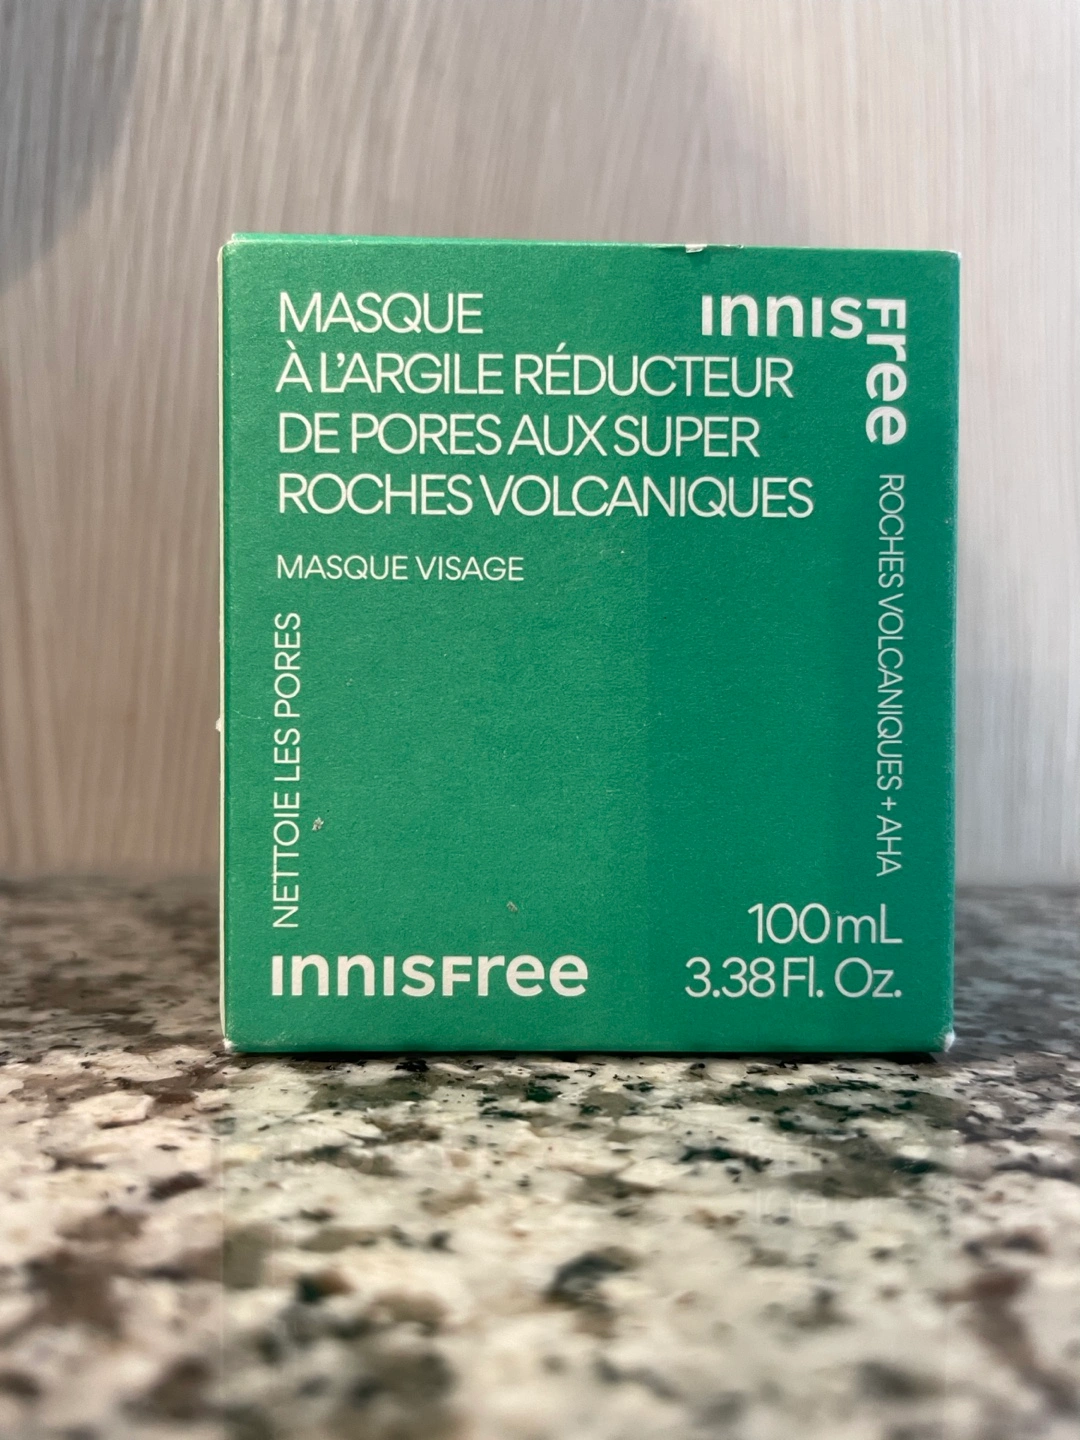 MASQUE
À L'ARGILE RÉDUCTEUR
DE PORES AUX SUPER
ROCHES VOLCANIQUES
MASQUE VISAGE
NETTOIE LES PORES
innisfree
innisfree
ROCHES VOLCANIQUES + AHA
100 mL
3.38 Fl. Oz.